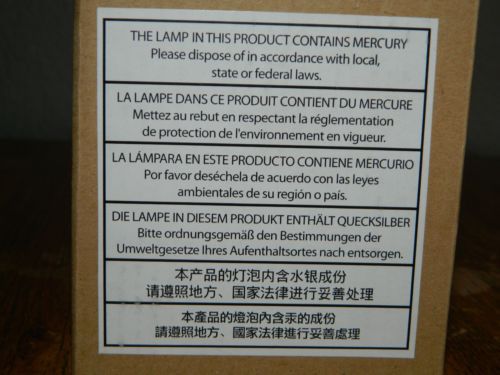 THE LAMP IN THIS PRODUCT CONTAINS MERCURY
Please dispose of in accordance with local,
state or federal laws.
LA LAMPE DANS CE PRODUIT CONTIENT DU MERCURE
Mettez au rebut en respectant la réglementation
de protection de l'environnement en vigueur.
LA LÁMPARA EN ESTE PRODUCTO CONTIENE MERCURIO
Por favor deséchela de acuerdo con las leyes
ambientales de su región o país.
DIE LAMPE IN DIESEM PRODUKT ENTHÄLT QUECKSILBER
Bitte ordnungsgemäß den Bestimmungen der
Umweltgesetze Ihres Aufenthaltsortes nach entsorgen.
本产品的灯泡内含水银成份
请遵照地方、国家法律进行妥善处理
本產品的燈泡內含汞的成份
請遵照地方、國家法律進行妥善處理